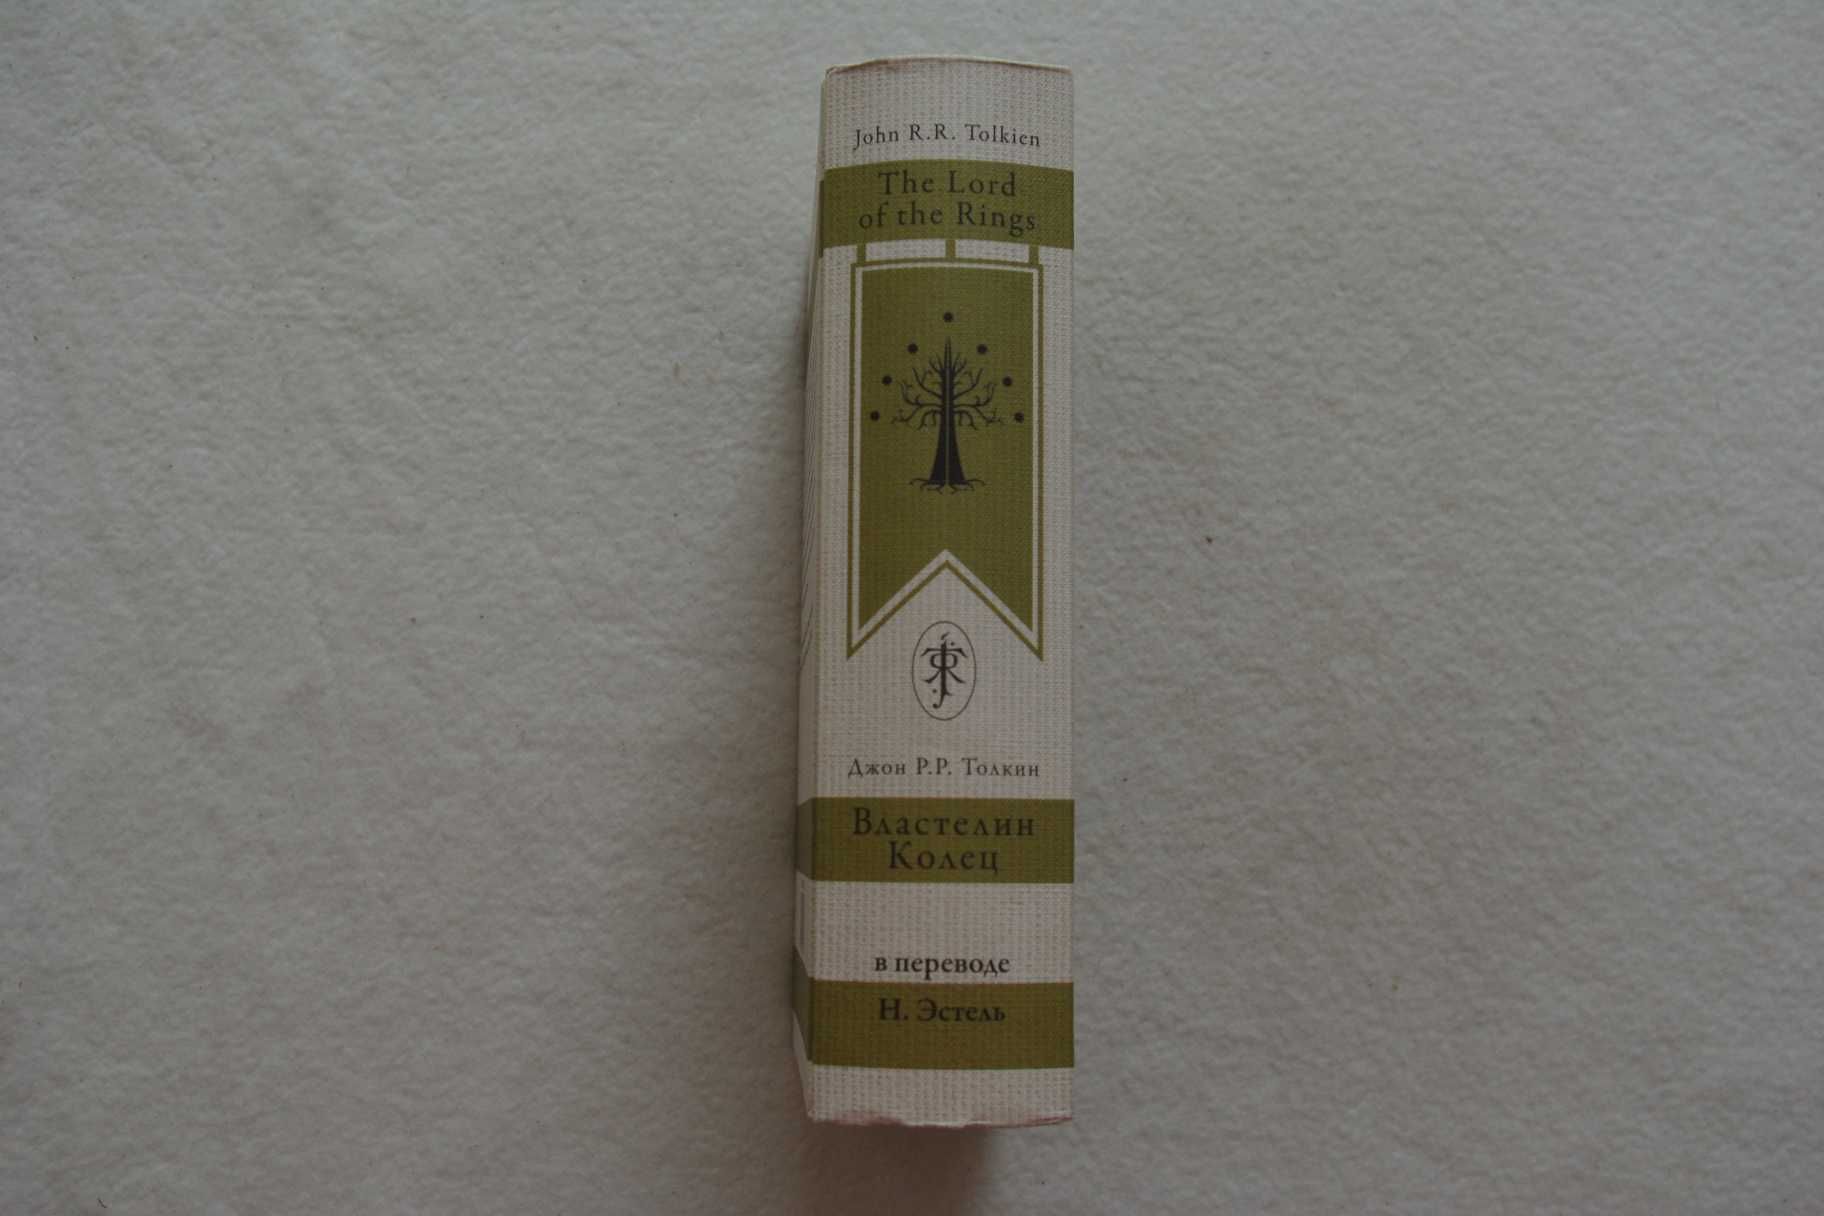 John R.R. Tolkien
The Lord
of the Rings
Джон Р.Р. Толкин
Властелин
Колец
в переводе
Н. Эстель